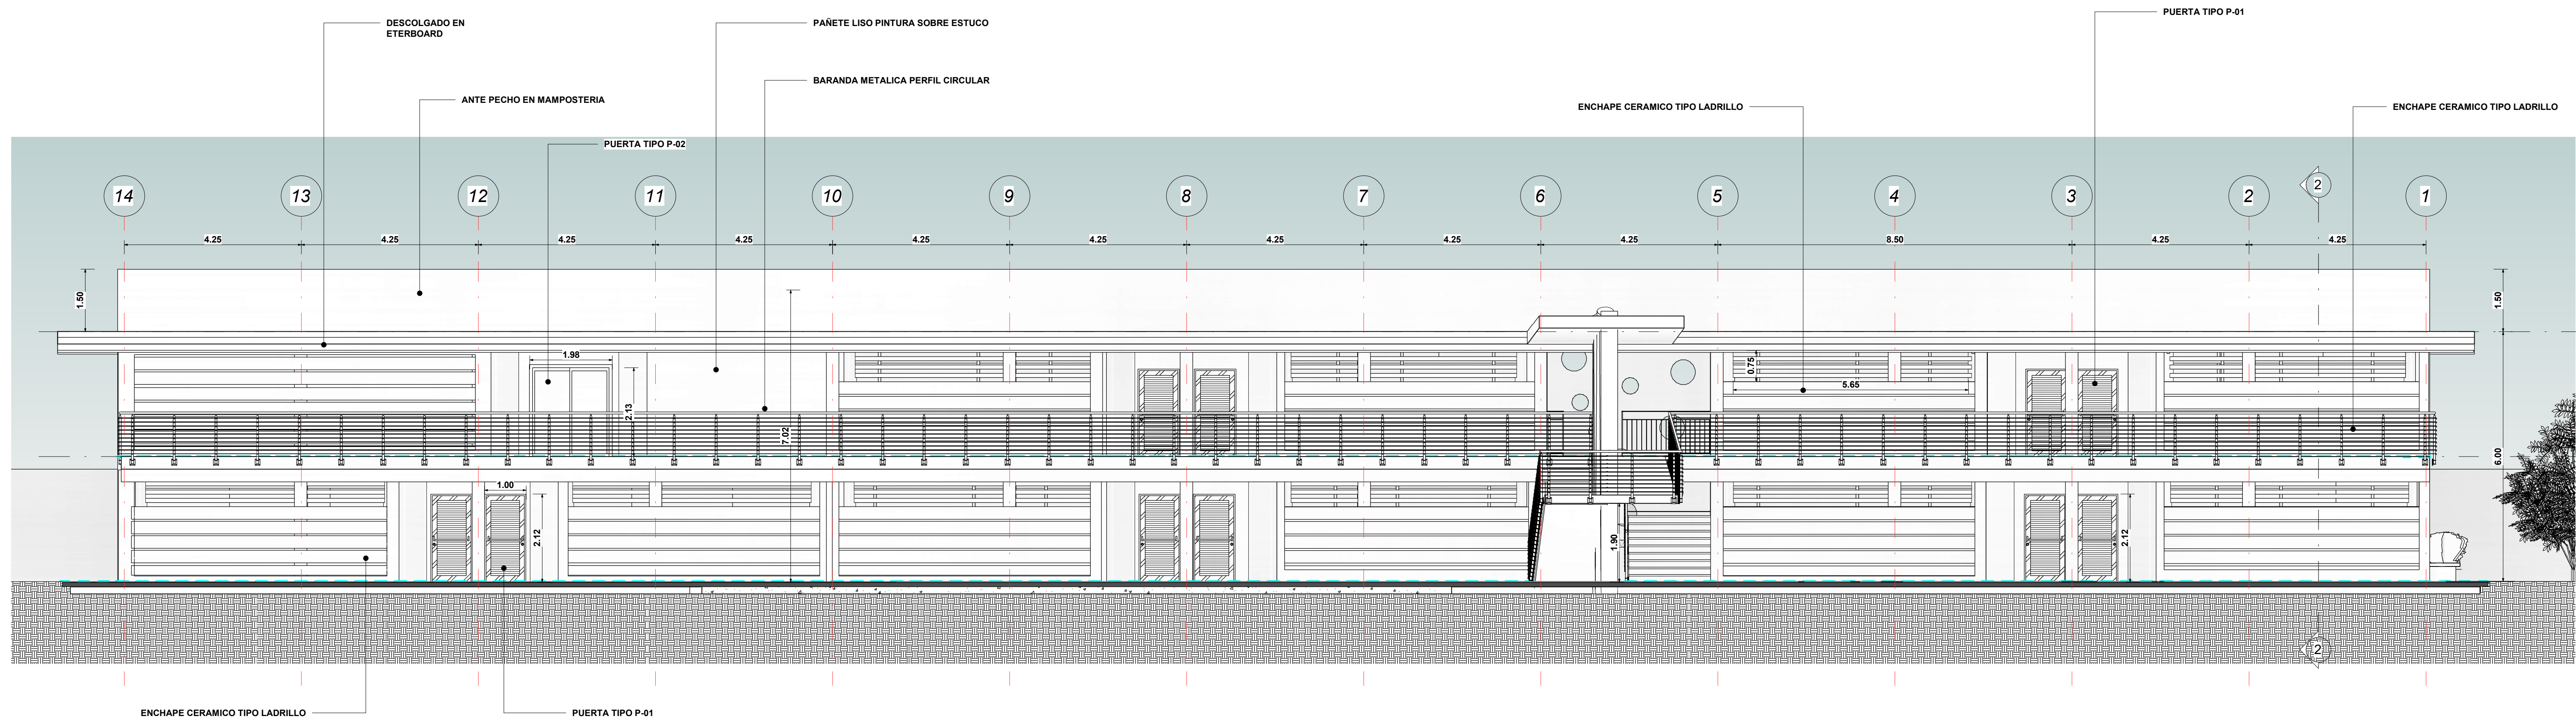 PUERTA TIPO P-01
DESCOLGADO EN
ETERBOARD
PAÑETE LISO PINTURA SOBRE ESTUCO
BARANDA METALICA PERFIL CIRCULAR
ANTE PECHO EN MAMPOSTERIA
ENCHAPE CERAMICO TIPO LADRILLO
ENCHAPE CERAMICO TIPO LADRILLO
PUERTA TIPO P-02
2
14 13 12 11 10 9 8 7 6 5 4 3 2 1
4.25 4.25 4.25 4.25 4.25 4.25 4.25 4.25 4.25 8.50 4.25 4.25
1.50
1.50
1.98
0.75
5.65
2.13
7.02
6.00
1.00
2.12
1.90
2.12
2
ENCHAPE CERAMICO TIPO LADRILLO
PUERTA TIPO P-01